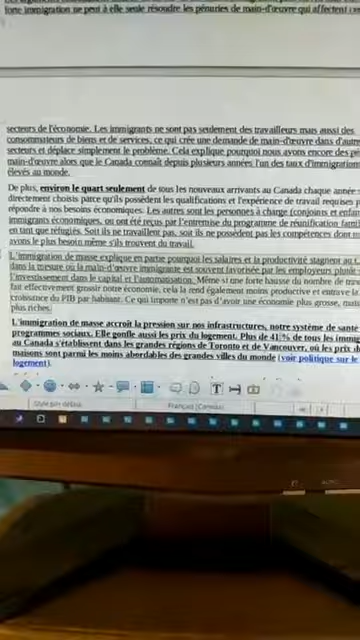 forte immigration ne peut à elle seule résoudre les pénuries de main-d'œuvre qui affectent
secteurs de l'économie. Les immigrants ne sont pas seulement des travailleurs mais aussi des
consommateurs de biens et de services, ce qui crée une demande de main-d'œuvre dans d'autre
secteurs et déplace simplement le problème. Cela explique pourquoi nous avons encore des pé
main-d'œuvre alors que le Canada connaît depuis plusieurs années l'un des taux d'immigration
élevés au monde.
De plus, environ le quart seulement de tous les nouveaux arrivants au Canada chaque année
directement choisis parce qu'ils possèdent les qualifications et l'expérience de travail requises p
répondre à nos besoins économiques. Les autres sont les personnes à charge (conjoints et enfan
immigrants économiques, ou ont été reçus par l'entremise du programme de réunification famil
en tant que réfugiés. Soit ils ne travaillent pas, soit ils ne possèdent pas les compétences dont n
avons le plus besoin même s'ils trouvent du travail.
L'immigration de masse explique en partie pourquoi les salaires et la productivité stagnent au C
dans la mesure où la main-d'œuvre immigrante est souvent favorisée par les employeurs plutôt
l'investissement dans le capital et l'automatisation. Même si une forte hausse du nombre de trav
fait effectivement grossir notre économie, cela la rend également moins productive et entrave la
croissance du PIB par habitant. Ce qui importe n'est pas d'avoir une économie plus grosse, mais
plus riches.
L'immigration de masse accroît la pression sur nos infrastructures, notre système de santé
programmes sociaux. Elle gonfle aussi les prix du logement. Plus de 41 % de tous les immig
au Canada s'établissent dans les grandes régions de Toronto et de Vancouver, où les prix d
maisons sont parmi les moins abordables des grandes villes du monde (voir politique sur le
logement).
Style par défaut Français (Canada)